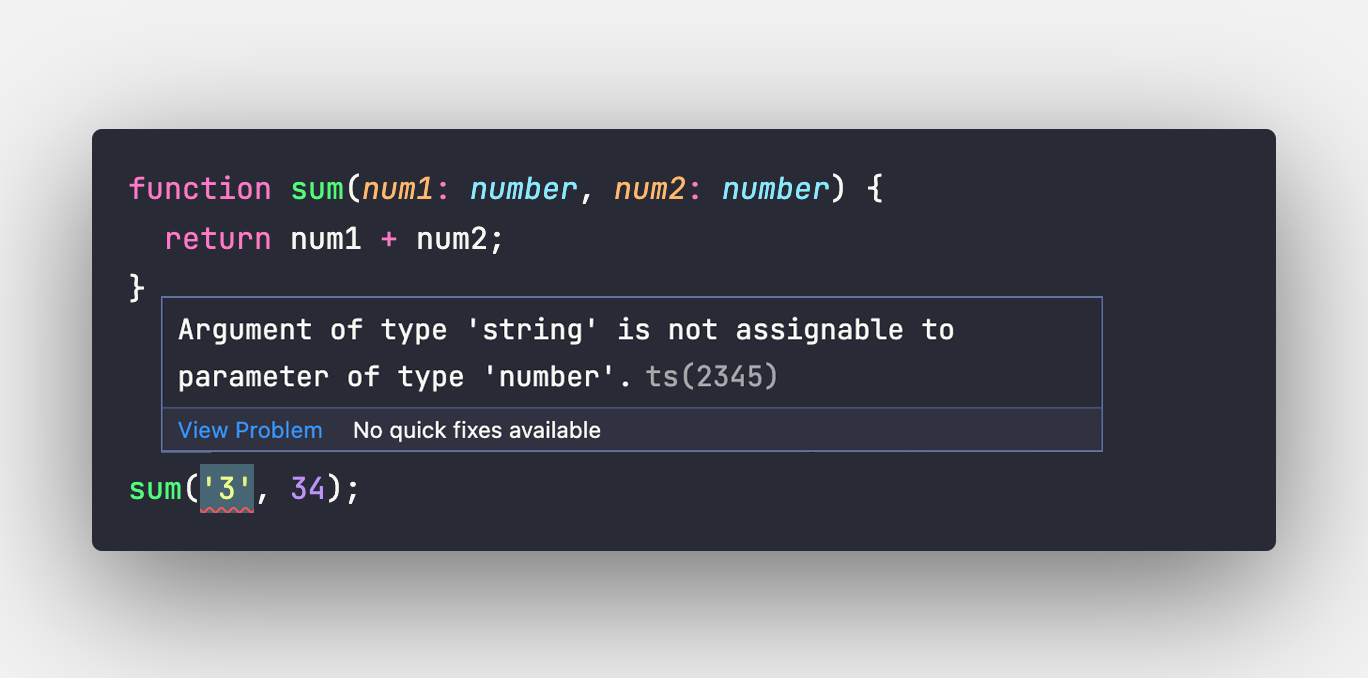 function sum(num1: number, num2: number) {
  return num1 + num2;
}
Argument of type 'string' is not assignable to
parameter of type 'number'. ts(2345)
View Problem No quick fixes available
sum('3', 34);